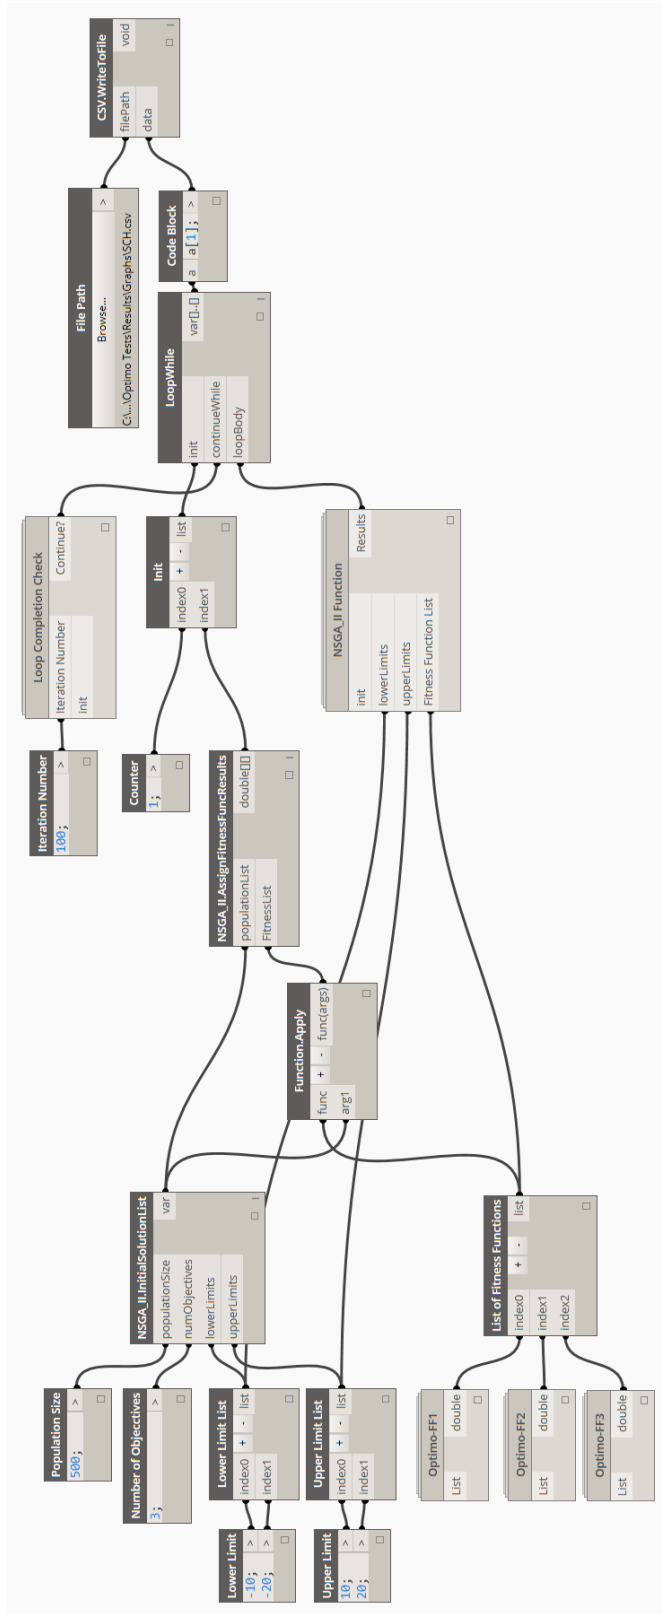 Population Size
500; >
Number of Objecctives
3; >
Lower Limit
-10; >
-20; >
Lower Limit List
index0 + - list
index1
Upper Limit
10; >
20; >
Upper Limit List
index0 + - list
index1
Optimo-FF1
List double
Optimo-FF2
List double
Optimo-FF3
List double
NSGA_II.InitialSolutionList
populationSize var
numObjectives
lowerLimits
upperLimits
List of Fitness Functions
index0 + - list
index1
index2
Function.Apply
func + - func(args)
arg1
Iteration Number
100; >
Counter
1; >
NSGA_II.AssignFitnessFuncResults
populationList double[][]
FitnessList
Loop Completion Check
Iteration Number Continue?
init
Init
index0 + - list
index1
NSGA_II Function
init Results
lowerLimits
upperLimits
Fitness Function List
File Path
Browse... >
C:\...\Optimo Tests\Results\Graphs\SCH.csv
LoopWhile
init var[]..[]
continueWhile
loopBody
Code Block
a a[1]; >
CSV.WriteToFile
filePath void
data